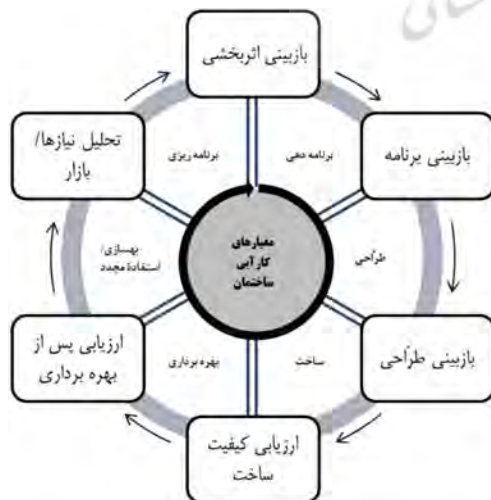 بازبینی اثربخشی
بازبینی برنامه
بازبینی طراحی
ارزیابی کیفیت
ساخت
ارزیابی پس از
بهره برداری
تحلیل نیازها/
بازار
برنامه ریزی
برنامه دهی
طراحی
ساخت
بهره برداری
بهسازی/
استفادۀ مجدد
معیارهای
کارآیی
ساختمان